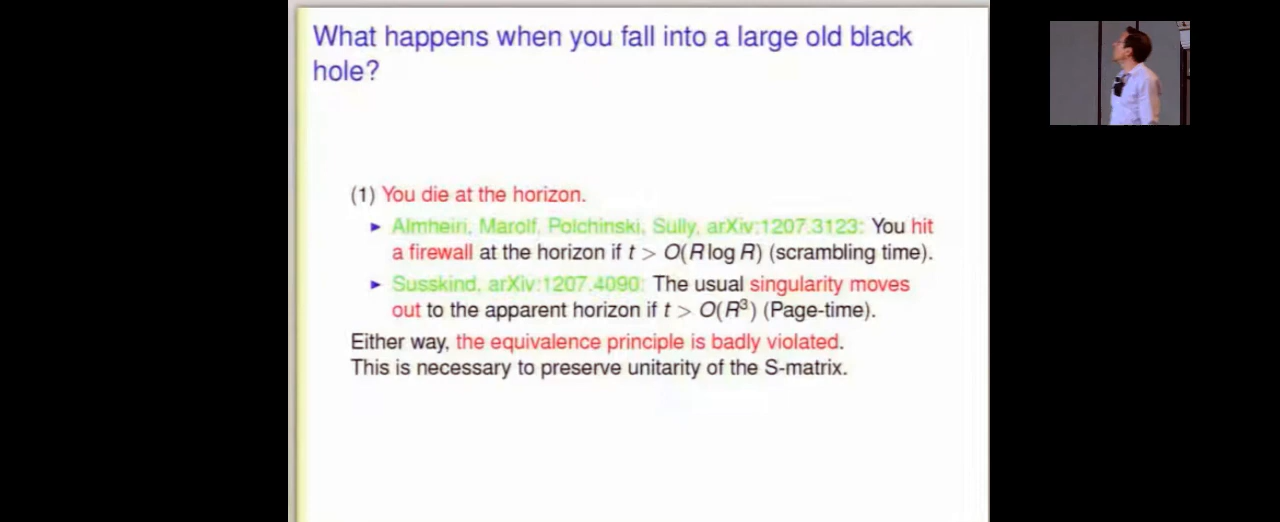 What happens when you fall into a large old black
hole?
(1) You die at the horizon.
► Almheiri, Marolf, Polchinski, Sully, arXiv:1207.3123: You hit
a firewall at the horizon if t > O(R log R) (scrambling time).
► Susskind, arXiv:1207.4090: The usual singularity moves
out to the apparent horizon if t > O(R³) (Page-time).
Either way, the equivalence principle is badly violated.
This is necessary to preserve unitarity of the S-matrix.